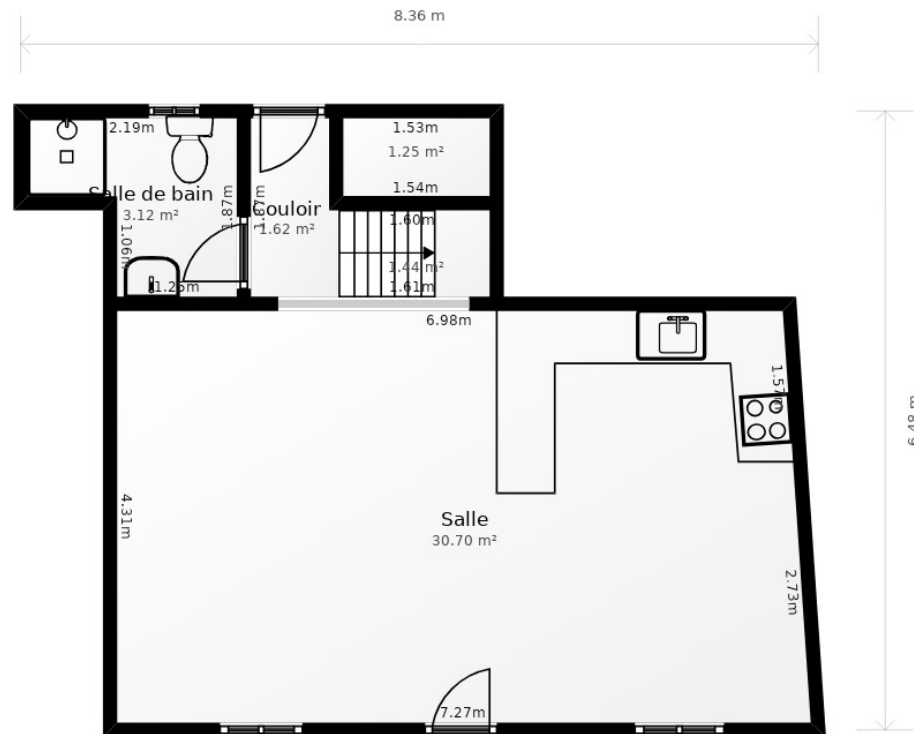 8.36 m
2.19m
1.53m
1.25 m²
1.54m
Salle de bain
3.12 m²
1.87m
1.87m
Couloir
1.62 m²
1.60m
1.06m
1.44 m²
1.26m
1.61m
6.98m
1.57m
4.31m
Salle
30.70 m²
2.73m
7.27m